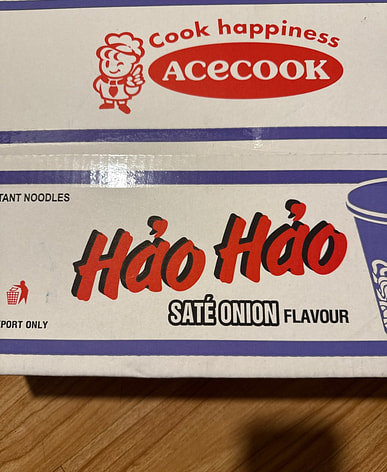 Cook happiness
ACECOOK
TANT NOODLES
Hảo Hảo
SATÉ ONION FLAVOUR
PORT ONLY